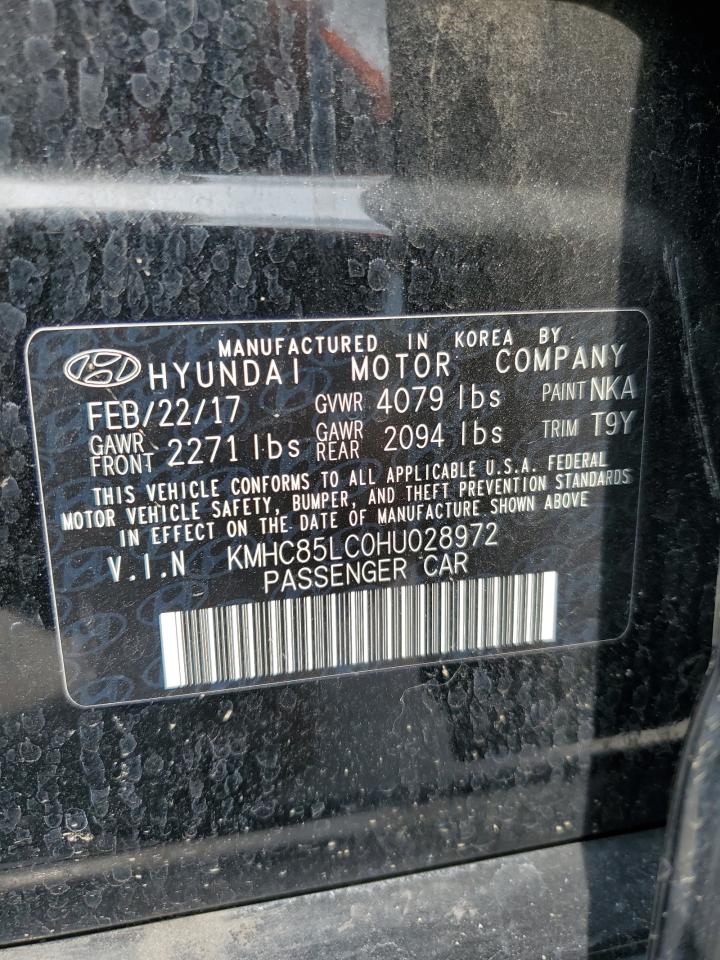 MANUFACTURED IN KOREA BY
HYUNDAI MOTOR COMPANY
FEB/22/17 GVWR 4079 lbs PAINT NKA
GAWR FRONT 2271 lbs GAWR REAR 2094 lbs TRIM T9Y
THIS VEHICLE CONFORMS TO ALL APPLICABLE U.S.A. FEDERAL
MOTOR VEHICLE SAFETY, BUMPER, AND THEFT PREVENTION STANDARDS
IN EFFECT ON THE DATE OF MANUFACTURE SHOWN ABOVE
V.I.N KMHC85LC0HU028972
PASSENGER CAR